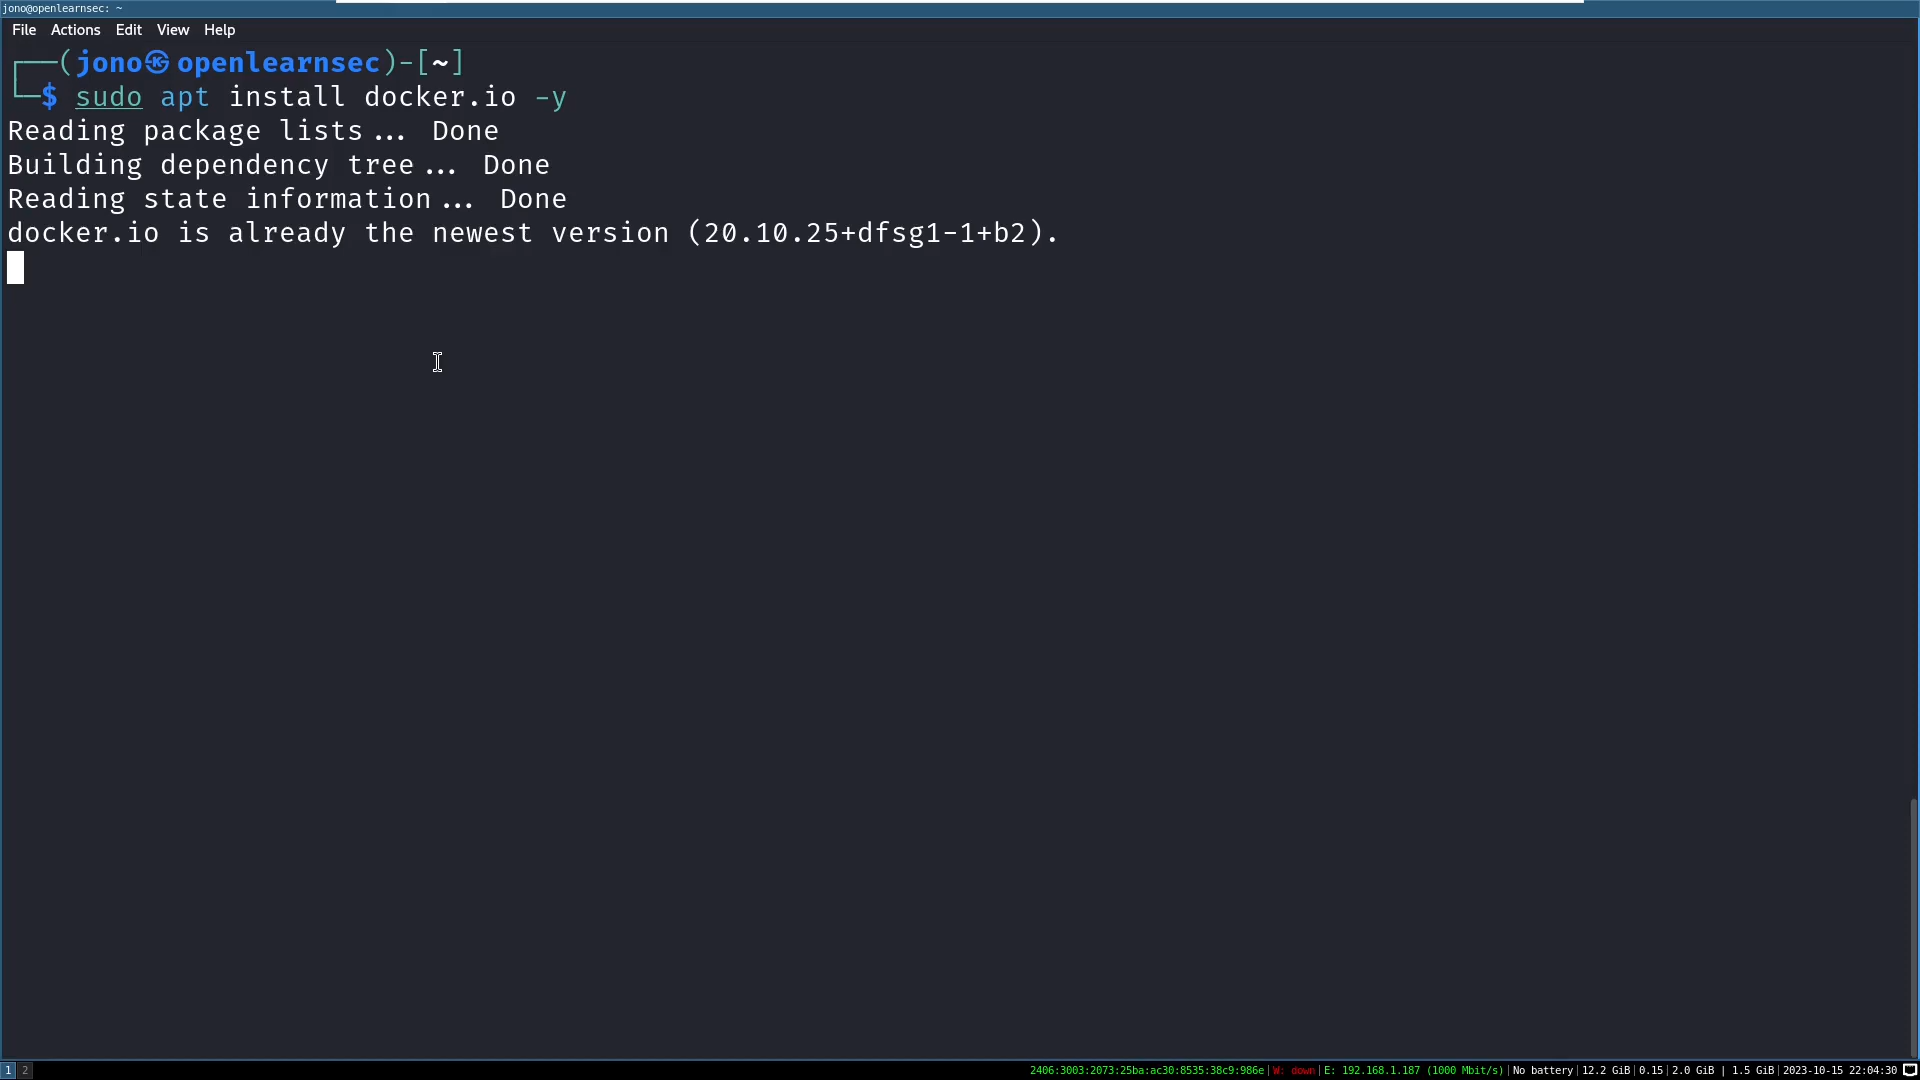 jono@openlearnsec: ~
File Actions Edit View Help
┌──(jono㉿openlearnsec)-[~]
└─$ sudo apt install docker.io -y
Reading package lists... Done
Building dependency tree... Done
Reading state information... Done
docker.io is already the newest version (20.10.25+dfsg1-1+b2).
1 2 2406:3003:2073:25ba:ac30:8535:38c9:986e|W: down|E: 192.168.1.187 (1000 Mbit/s)|No battery|12.2 GiB|0.15|2.0 GiB | 1.5 GiB|2023-10-15 22:04:30